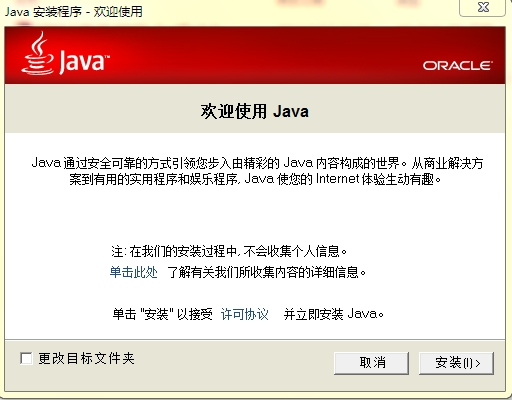 Java 安装程序 - 欢迎使用
Java™
ORACLE®
欢迎使用 Java
Java 通过安全可靠的方式引领您步入由精彩的 Java 内容构成的世界。从商业解决方
案到有用的实用程序和娱乐程序, Java 使您的 Internet 体验生动有趣。
注: 在我们的安装过程中, 不会收集个人信息。
单击此处 了解有关我们所收集内容的详细信息。
单击 "安装" 以接受 许可协议 并立即安装 Java。
更改目标文件夹
取消
安装(I)>